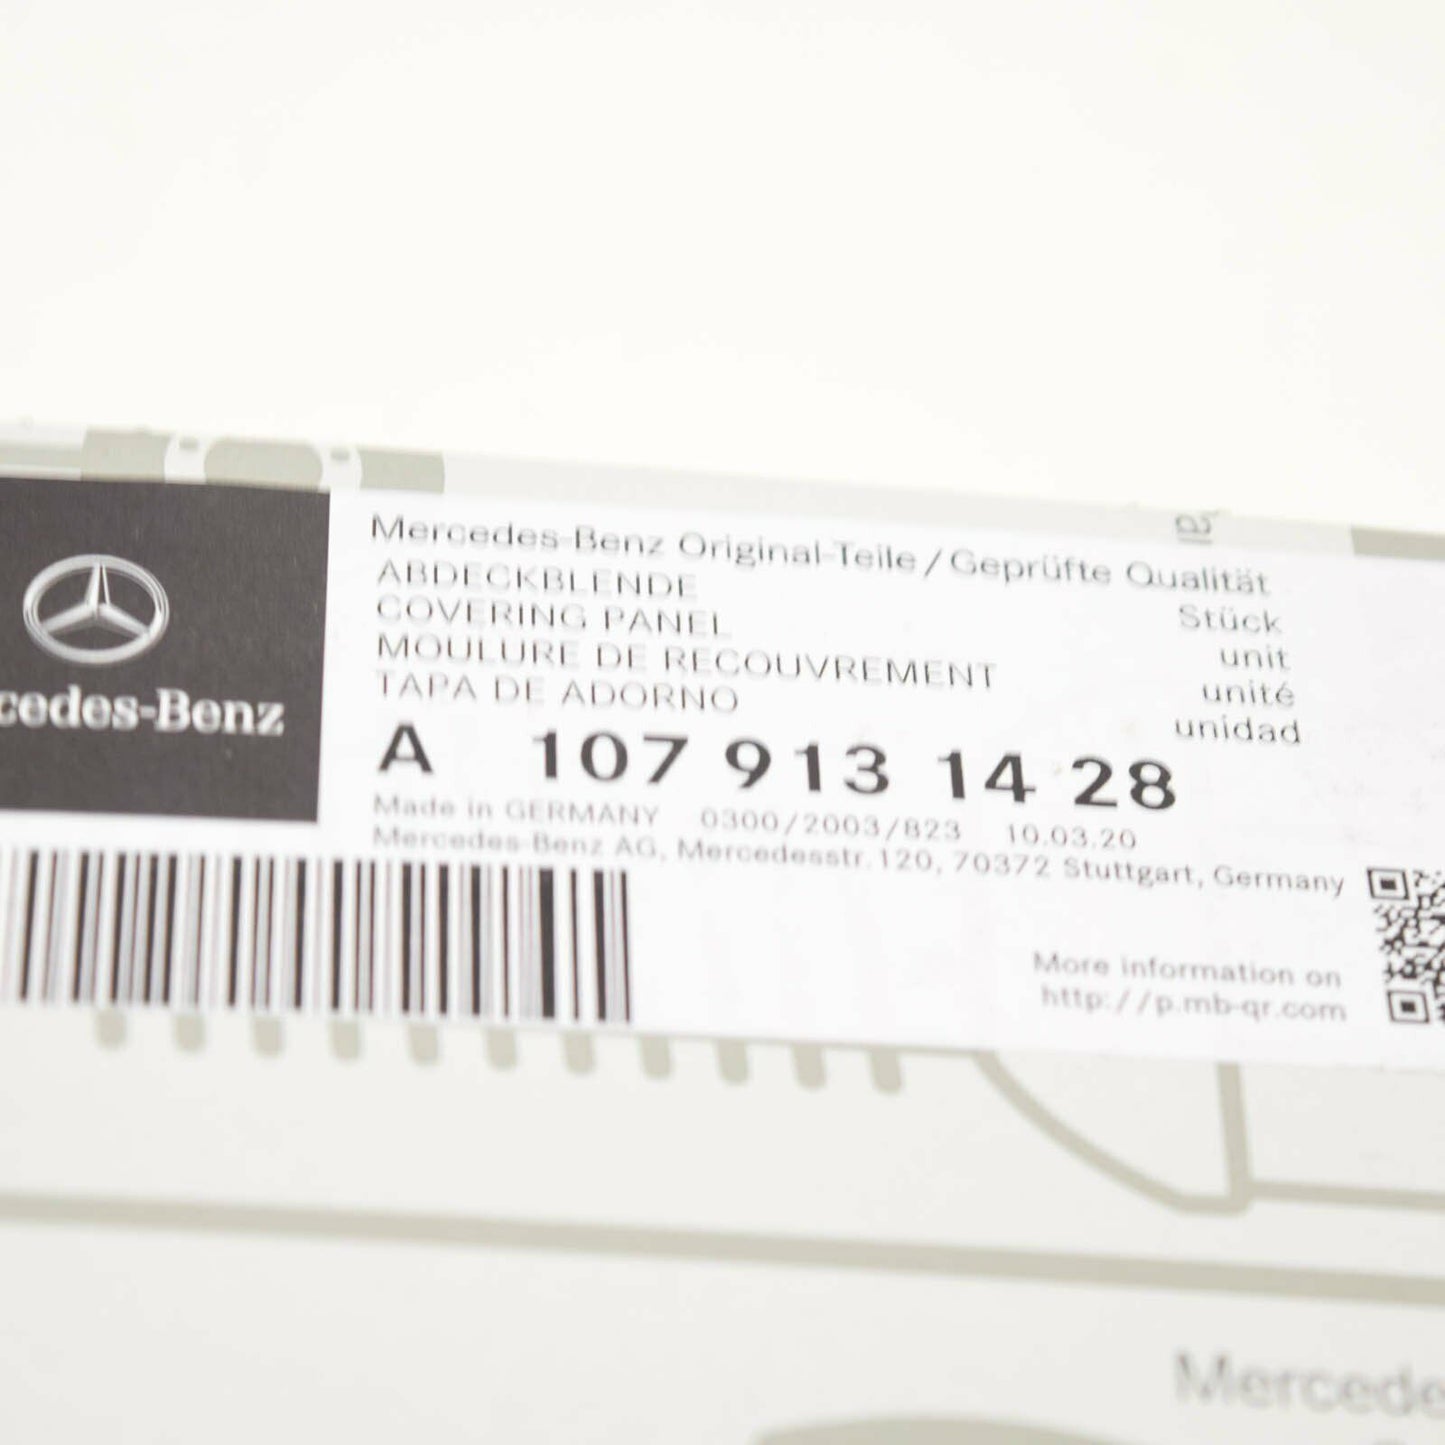 Mercedes-Benz Original-Teile / Geprüfte Qualität
ABDECKBLENDE Stück
COVERING PANEL unit
MOULURE DE RECOUVREMENT unité
TAPA DE ADORNO unidad
A 107 913 14 28
Made in GERMANY 0300/2003/823 10.03.20
Mercedes-Benz AG, Mercedesstr.120, 70372 Stuttgart, Germany
cedes-Benz
More information on
http://p.mb-qr.com
Mercede